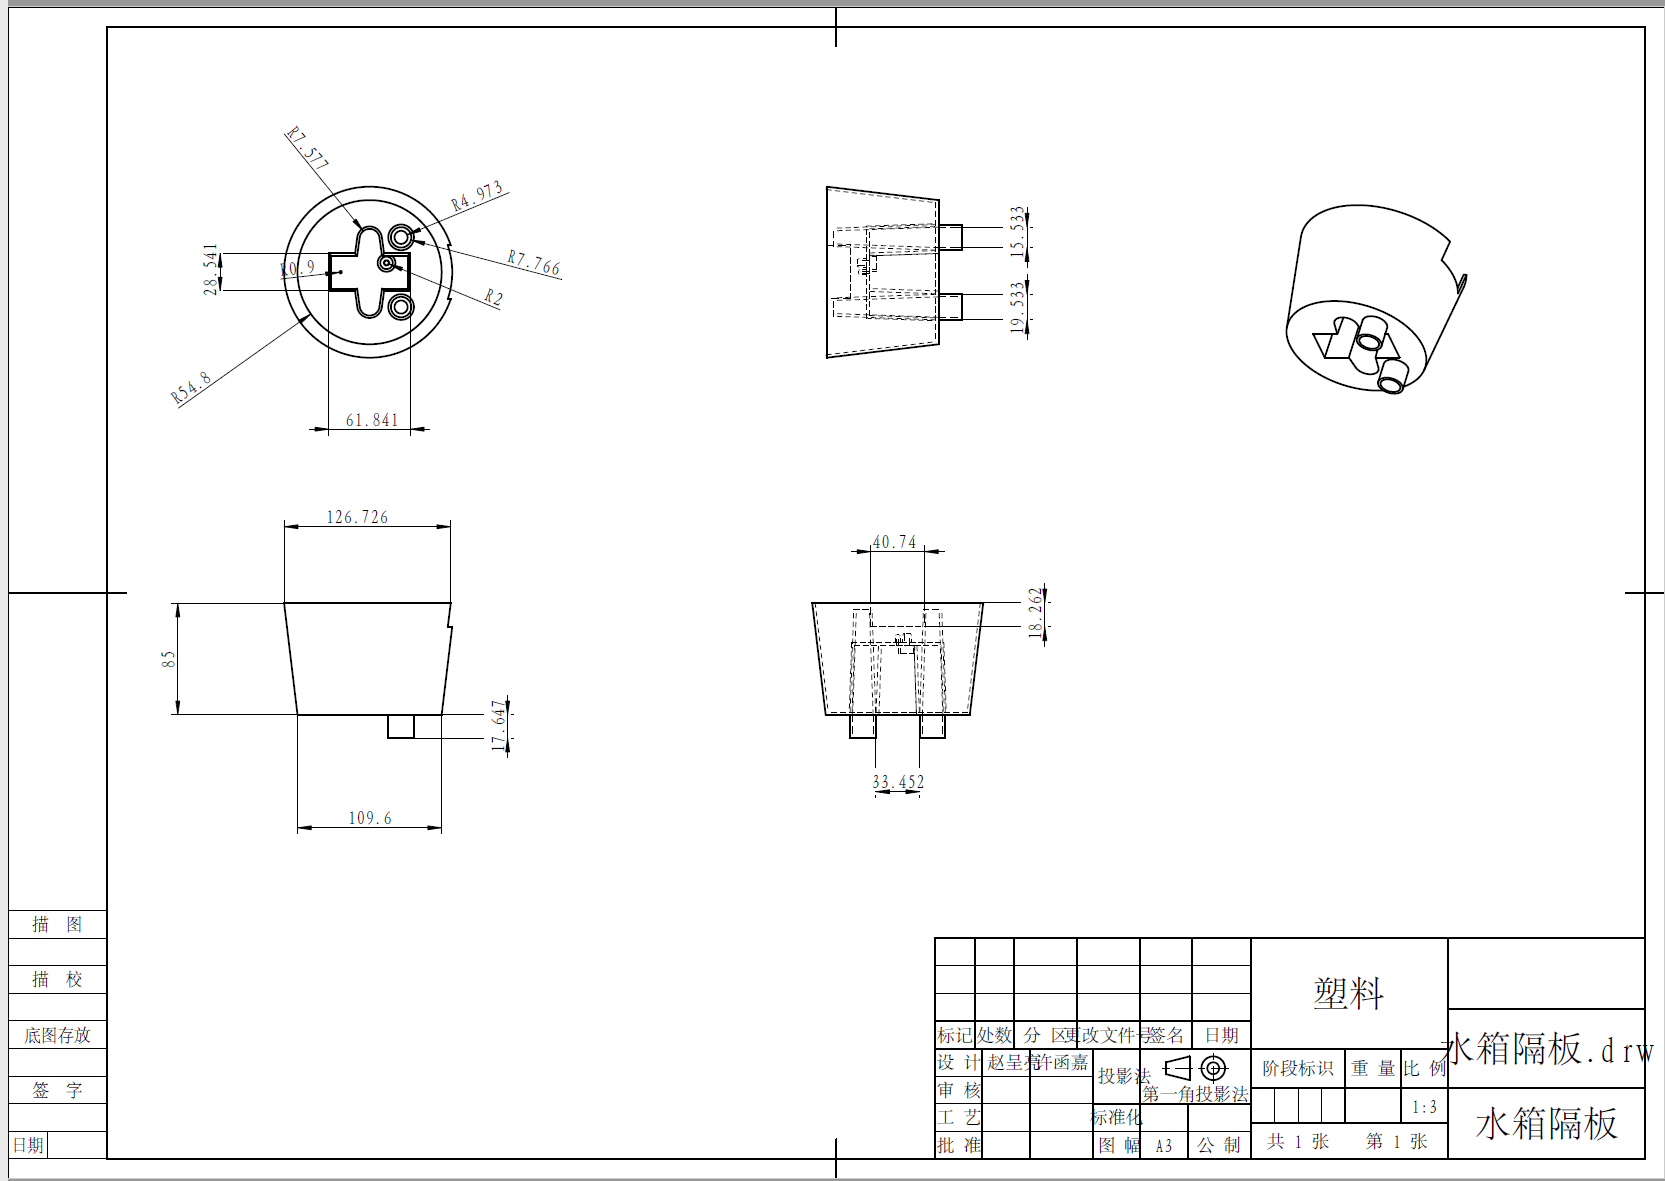 R7.577
R4.973
R7.766
R0.9
R2
28.541
R54.8
61.841
15.533
19.533
126.726
85
17.647
109.6
40.74
18.262
33.452
描 图
描 校
底图存放
签 字
日期
标记 处数 分 区 更改文件号 签名 日期
设 计 赵呈亮 许函嘉
审 核
工 艺
批 准
投影法
第一角投影法
标准化
图 幅 A3 公 制
塑料
阶段标识 重 量 比 例
1:3
共 1 张 第 1 张
水箱隔板.drw
水箱隔板